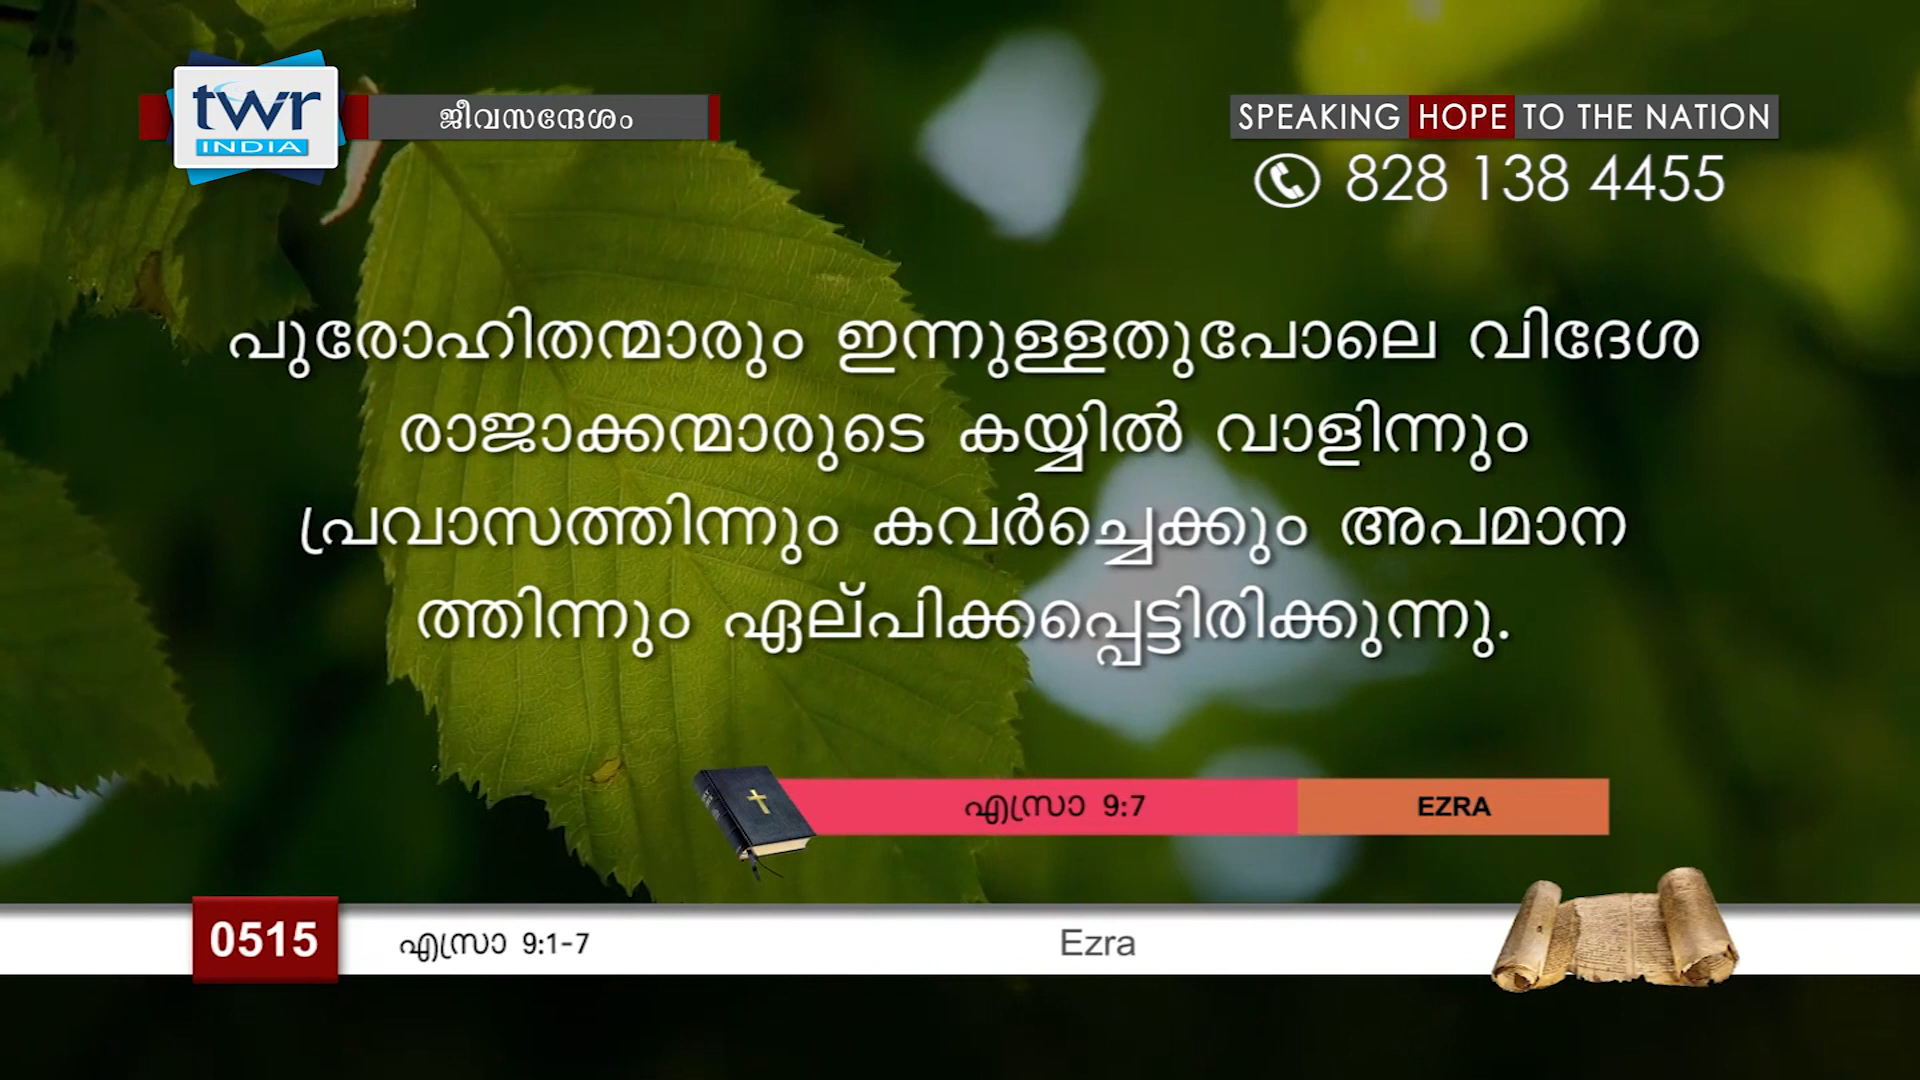 twr
INDIA
ജീവസന്ദേശം
SPEAKING HOPE TO THE NATION
828 138 4455
പുരോഹിതന്മാരും ഇന്നുള്ളതുപോലെ വിദേശ
രാജാക്കന്മാരുടെ കയ്യിൽ വാളിന്നും
പ്രവാസത്തിന്നും കവർച്ചെക്കും അപമാന
ത്തിന്നും ഏല്പിക്കപ്പെട്ടിരിക്കുന്നു.
എസ്രാ 9:7
EZRA
0515
എസ്രാ 9:1-7
Ezra